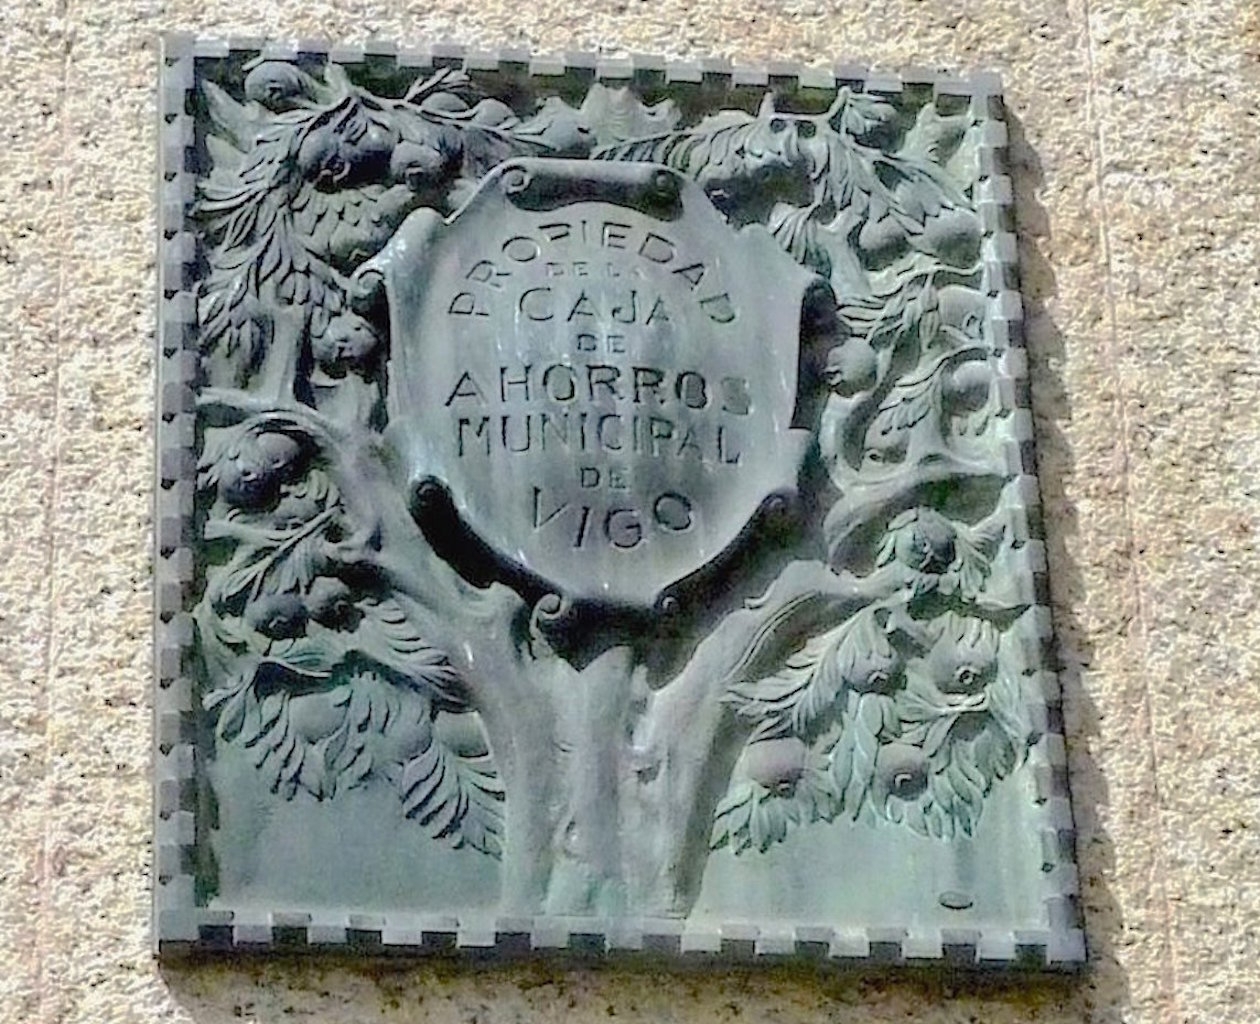 PROPIEDAD
DE LA
CAJA
DE
AHORROS
MUNICIPAL
DE
VIGO